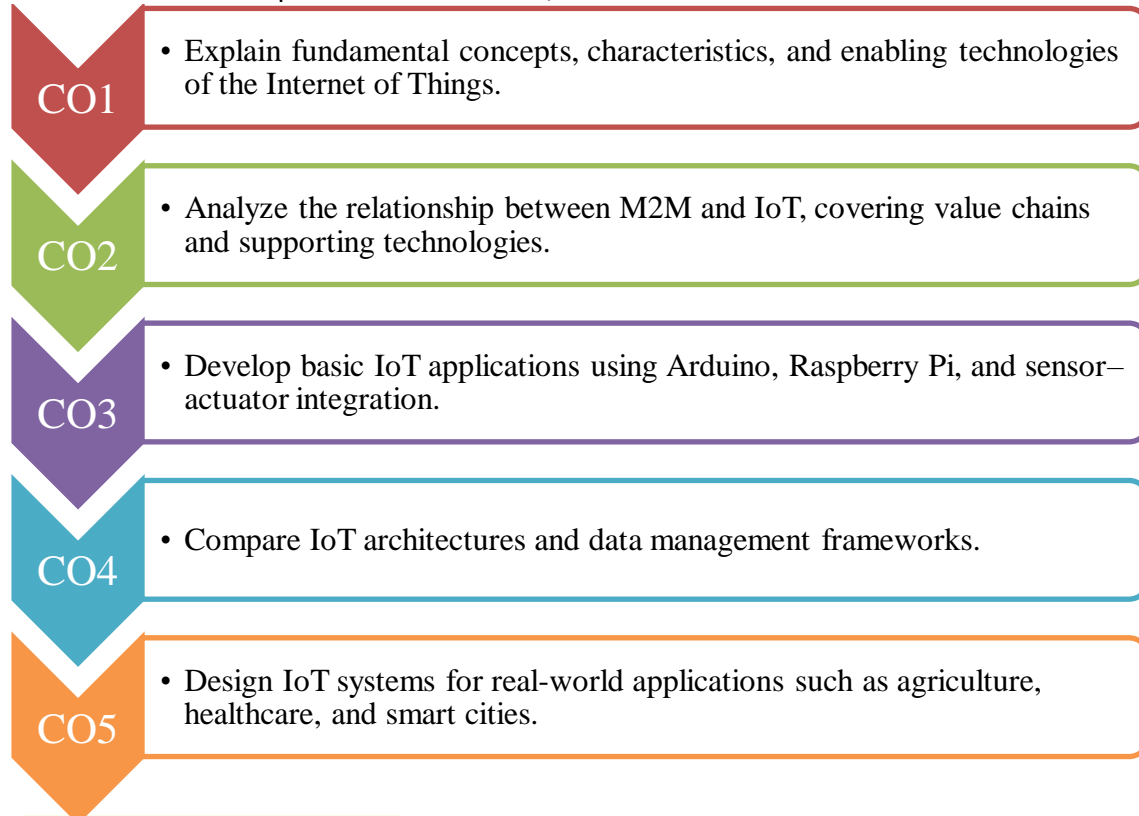 CO1
• Explain fundamental concepts, characteristics, and enabling technologies
of the Internet of Things.
CO2
• Analyze the relationship between M2M and IoT, covering value chains
and supporting technologies.
CO3
• Develop basic IoT applications using Arduino, Raspberry Pi, and sensor–
actuator integration.
CO4
• Compare IoT architectures and data management frameworks.
CO5
• Design IoT systems for real-world applications such as agriculture,
healthcare, and smart cities.